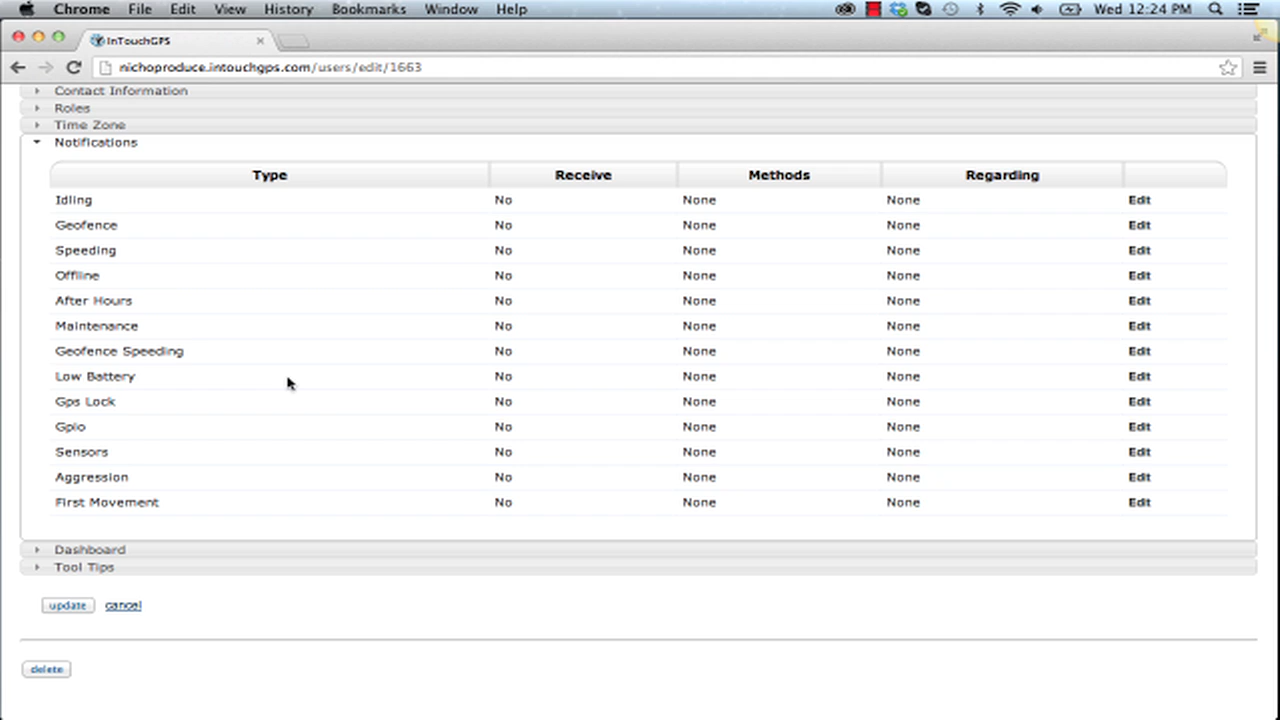 Chrome File Edit View History Bookmarks Window Help Wed 12:24 PM
InTouchGPS
nichoproduce.intouchgps.com/users/edit/1663
Contact Information
Roles
Time Zone
Notifications
Type Receive Methods Regarding
Idling No None None Edit
Geofence No None None Edit
Speeding No None None Edit
Offline No None None Edit
After Hours No None None Edit
Maintenance No None None Edit
Geofence Speeding No None None Edit
Low Battery No None None Edit
Gps Lock No None None Edit
Gpio No None None Edit
Sensors No None None Edit
Aggression No None None Edit
First Movement No None None Edit
Dashboard
Tool Tips
update cancel
delete